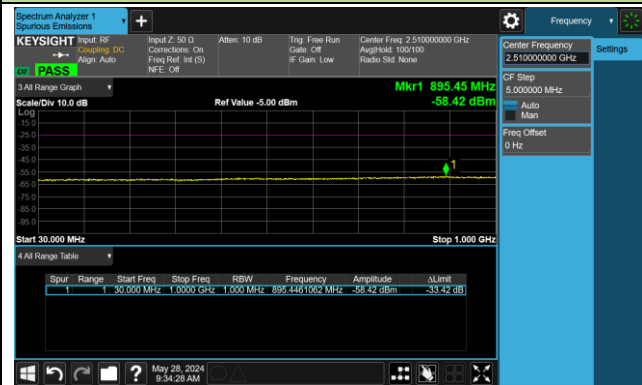 Spectrum Analyzer 1
Spurious Emissions
Frequency
KEYSIGHT
Input: RF
Coupling: DC
Align: Auto
Input Z: 50 Ω
Corrections: On
Freq Ref: Int (S)
NFE: Off
Atten: 10 dB
Trig: Free Run
Gate: Off
IF Gain: Low
Center Freq: 2.510000000 GHz
Avg|Hold: 100/100
Radio Std: None
PASS
Center Frequency
2.510000000 GHz
Settings
CF Step
5.000000 MHz
Auto
Man
Freq Offset
0 Hz
3 All Range Graph
Mkr1 895.45 MHz
Scale/Div 10.0 dB
Ref Value -5.00 dBm
-58.42 dBm
Log
-15.0
-25.0
-35.0
-45.0
-55.0
-65.0
-75.0
-85.0
-95.0
1
Start 30.000 MHz
Stop 1.000 GHz
4 All Range Table
Spur Range Start Freq Stop Freq RBW Frequency Amplitude ΔLimit
1 1 30.000 MHz 1.0000 GHz 1.000 MHz 895.4461062 MHz -58.42 dBm -33.42 dB
?
May 28, 2024
9:34:28 AM